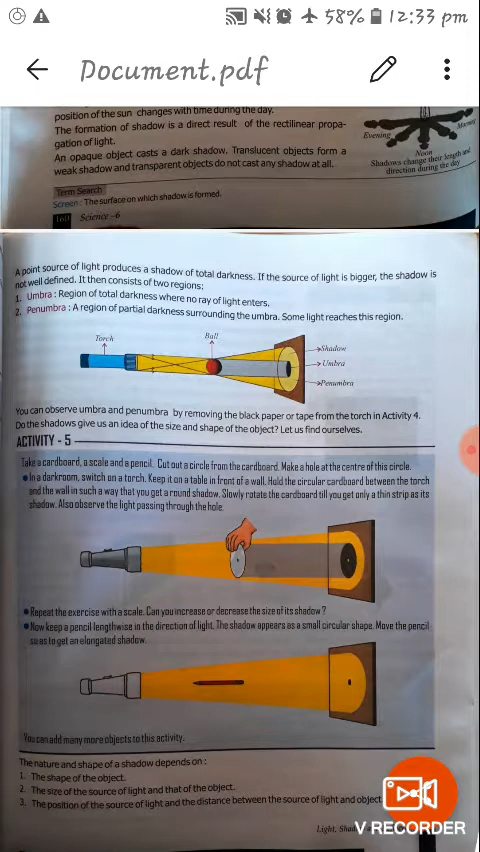 58% 12:33 pm
Document.pdf
position of the sun changes with time during the day.
The formation of shadow is a direct result of the rectilinear propa-
gation of light.
An opaque object casts a dark shadow. Translucent objects form a
weak shadow and transparent objects do not cast any shadow at all.
Evening
Morning
Noon
Shadows change their length and
direction during the day
Term Search
Screen : The surface on which shadow is formed.
160 Science -6
A point source of light produces a shadow of total darkness. If the source of light is bigger, the shadow is
not well defined. It then consists of two regions:
1. Umbra : Region of total darkness where no ray of light enters.
2. Penumbra : A region of partial darkness surrounding the umbra. Some light reaches this region.
Torch
Ball
Shadow
Umbra
Penumbra
You can observe umbra and penumbra by removing the black paper or tape from the torch in Activity 4.
Do the shadows give us an idea of the size and shape of the object? Let us find ourselves.
ACTIVITY - 5
Take a cardboard, a scale and a pencil. Cut out a circle from the cardboard. Make a hole at the centre of this circle.
• In a darkroom, switch on a torch. Keep it on a table in front of a wall. Hold the circular cardboard between the torch
and the wall in such a way that you get a round shadow. Slowly rotate the cardboard till you get only a thin strip as its
shadow. Also observe the light passing through the hole.
• Repeat the exercise with a scale. Can you increase or decrease the size of its shadow ?
• Now keep a pencil lengthwise in the direction of light. The shadow appears as a small circular shape. Move the pencil
so as to get an elongated shadow.
You can add many more objects to this activity.
The nature and shape of a shadow depends on :
1. The shape of the object.
2. The size of the source of light and that of the object.
3. The position of the source of light and the distance between the source of light and object
Light, Shad
V RECORDER